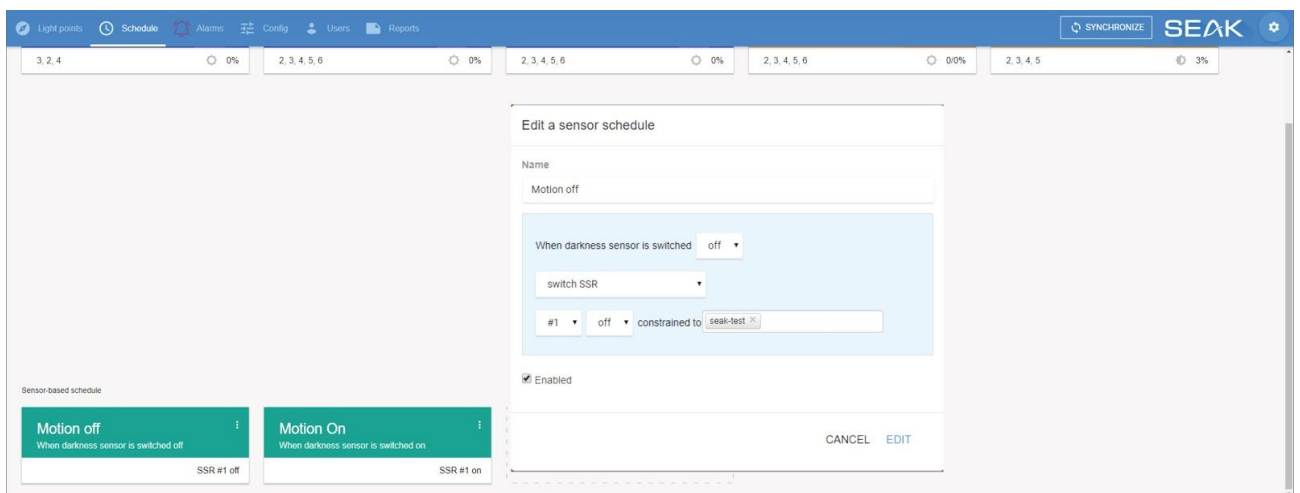 Light points Schedule Alarms Config Users Reports SYNCHRONIZE SEAK
3, 2, 4 0% 2, 3, 4, 5, 6 0% 2, 3, 4, 5, 6 0% 2, 3, 4, 5, 6 0/0% 2, 3, 4, 5 3%
Edit a sensor schedule
Name
Motion off
When darkness sensor is switched off
switch SSR
#1 off constrained to seak-test ×
Enabled
CANCEL EDIT
Sensor-based schedule
Motion off
When darkness sensor is switched off
SSR #1 off
Motion On
When darkness sensor is switched on
SSR #1 on